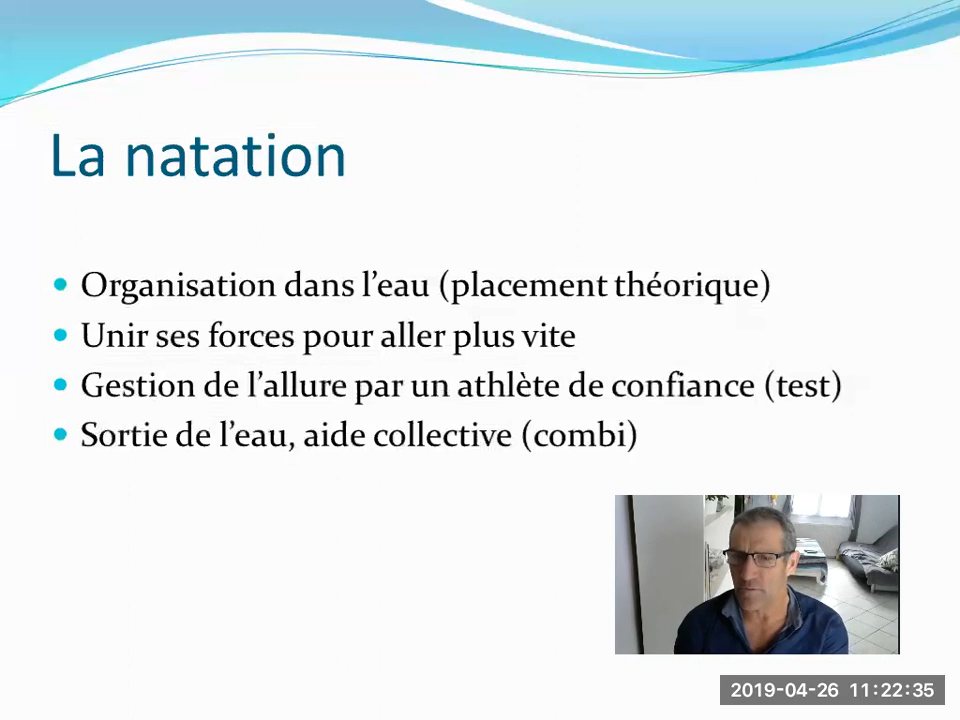 La natation
Organisation dans l'eau (placement théorique)
Unir ses forces pour aller plus vite
Gestion de l'allure par un athlète de confiance (test)
Sortie de l'eau, aide collective (combi)
2019-04-26 11:22:35